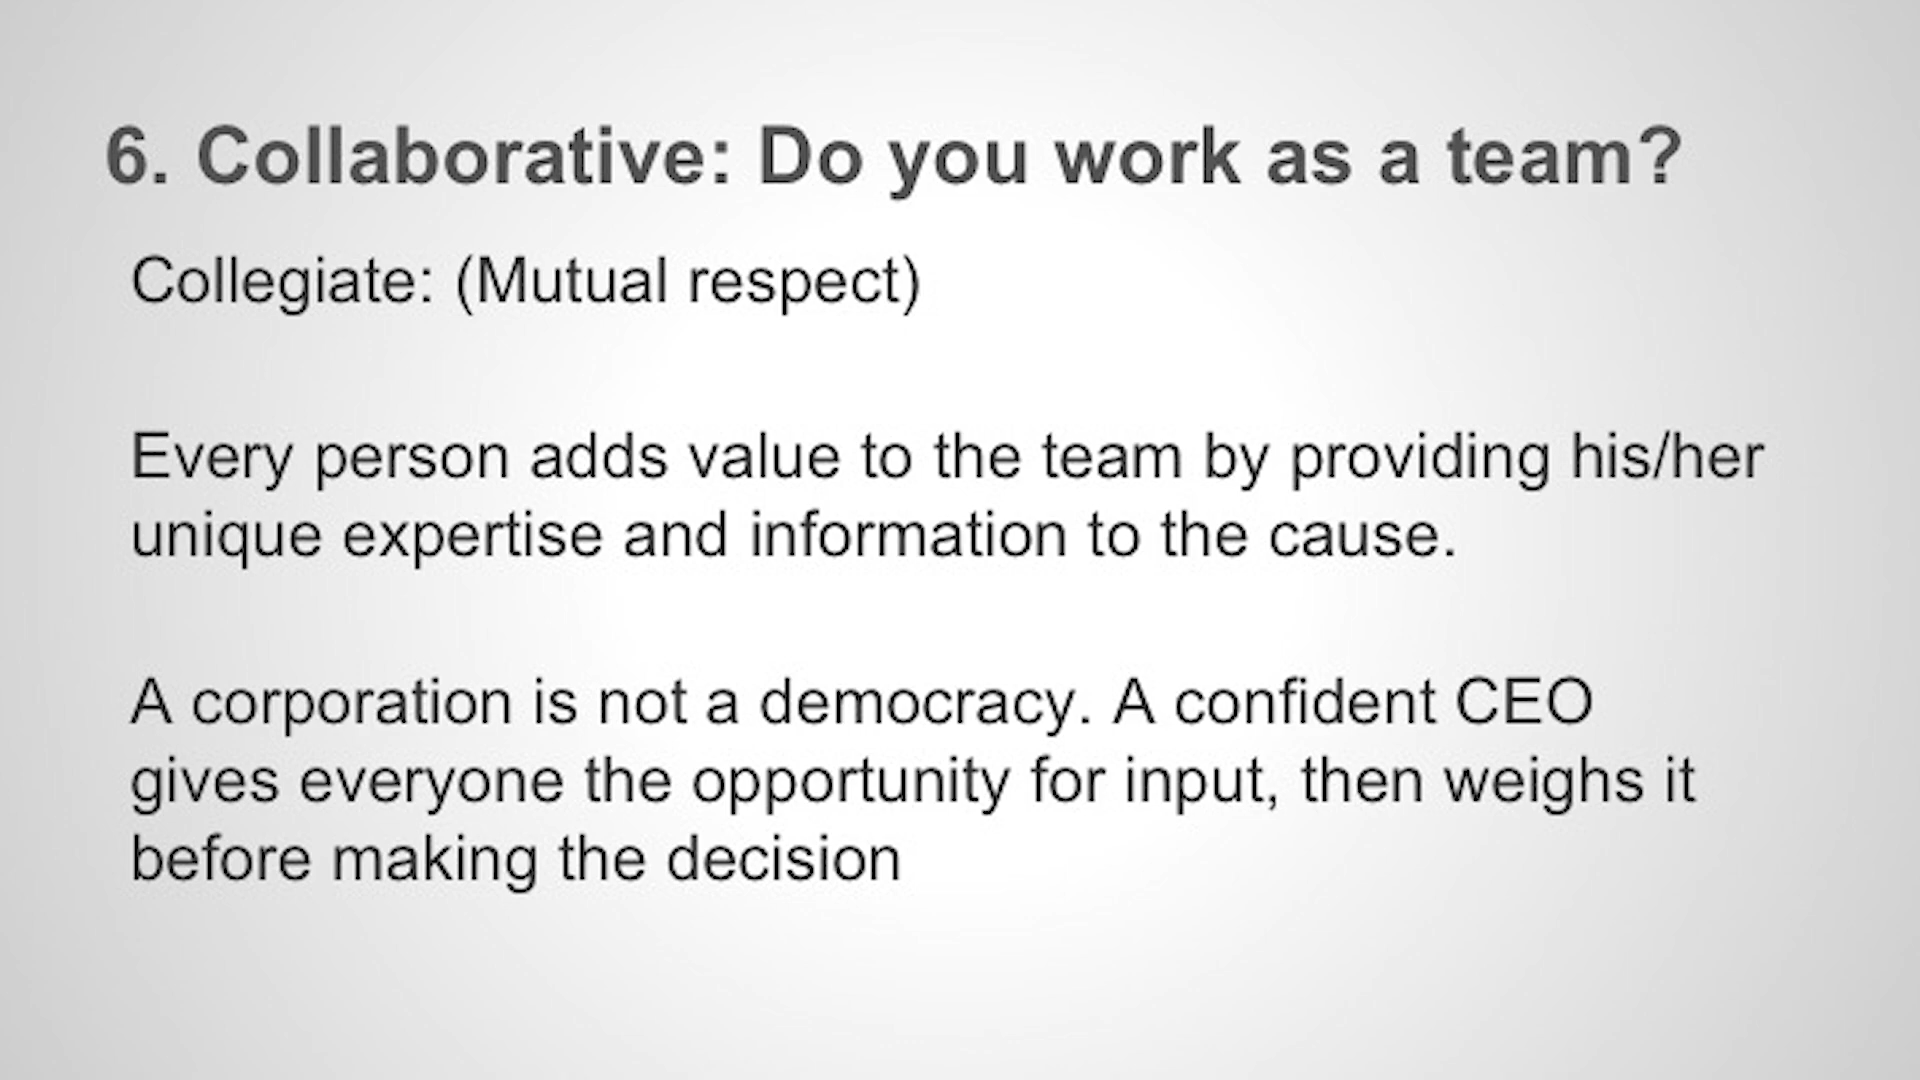 6. Collaborative: Do you work as a team?
Collegiate: (Mutual respect)
Every person adds value to the team by providing his/her
unique expertise and information to the cause.
A corporation is not a democracy. A confident CEO
gives everyone the opportunity for input, then weighs it
before making the decision